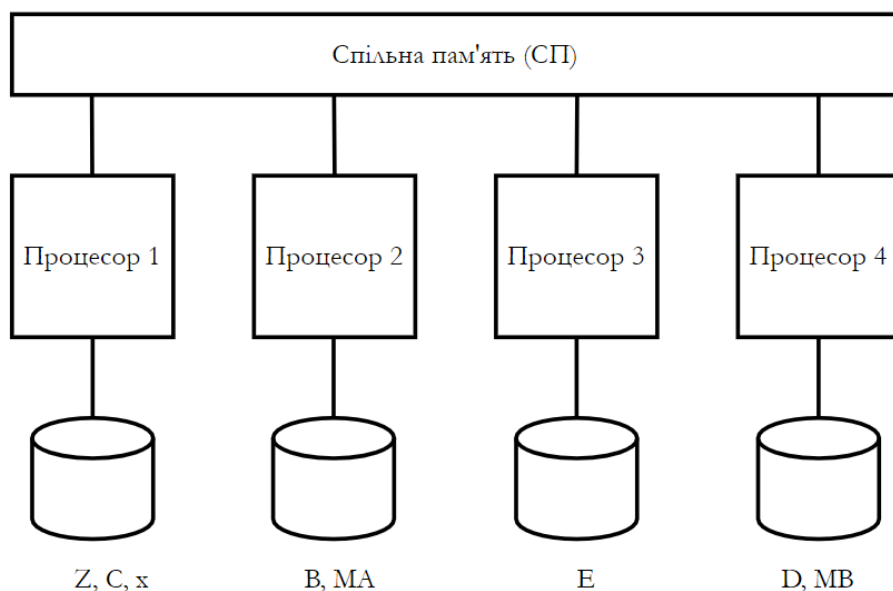 Спільна пам'ять (СП)
Процесор 1
Процесор 2
Процесор 3
Процесор 4
Z, C, x
B, MA
E
D, MB